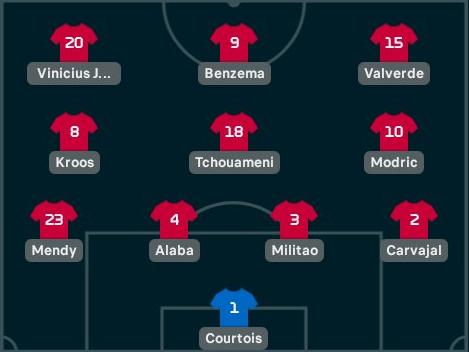 20 9 15
Vinicius J... Benzema Valverde
8 18 10
Kroos Tchouameni Modric
23 4 3 2
Mendy Alaba Militao Carvajal
1
Courtois